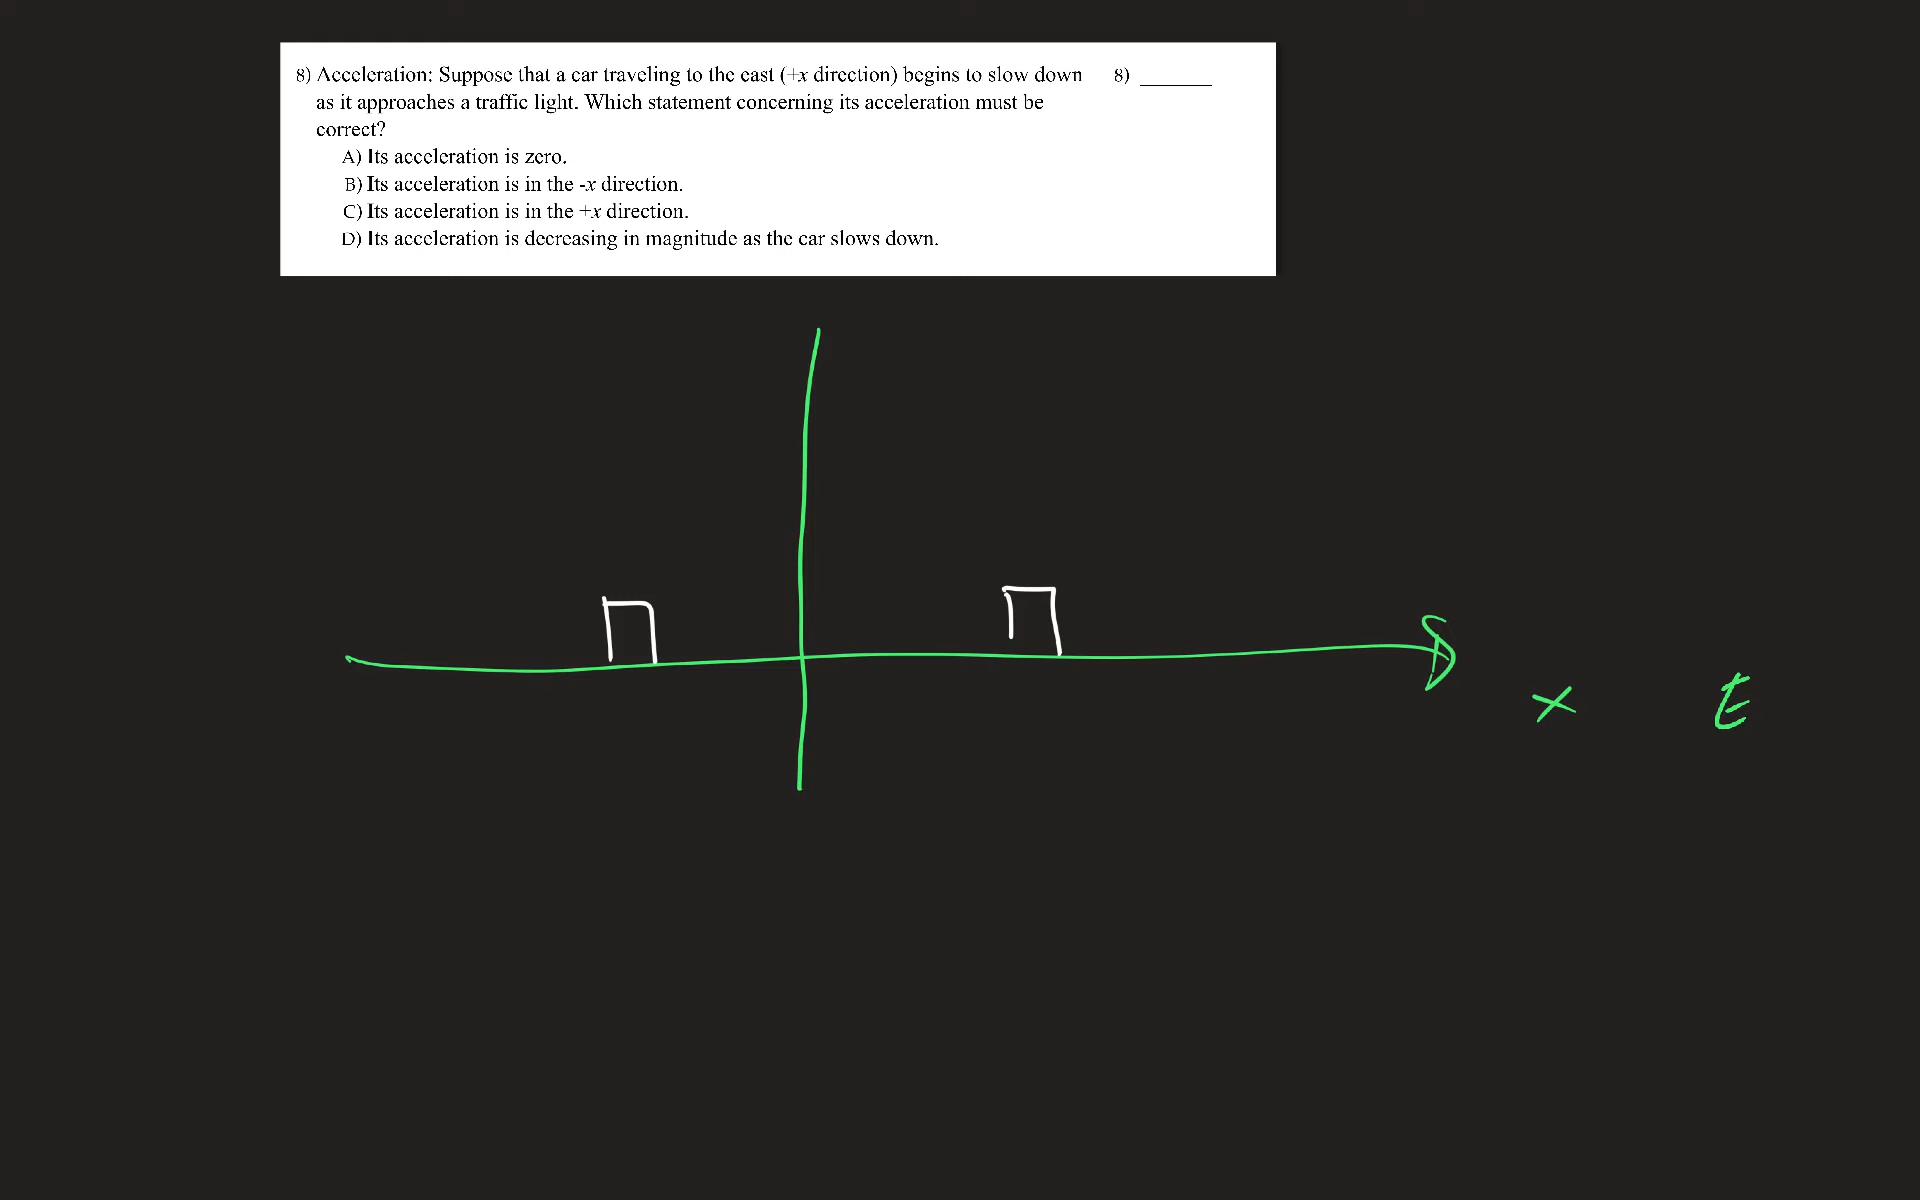 8) Acceleration: Suppose that a car traveling to the east (+x direction) begins to slow down 8) _______
as it approaches a traffic light. Which statement concerning its acceleration must be
correct?
A) Its acceleration is zero.
B) Its acceleration is in the -x direction.
C) Its acceleration is in the +x direction.
D) Its acceleration is decreasing in magnitude as the car slows down.
x E